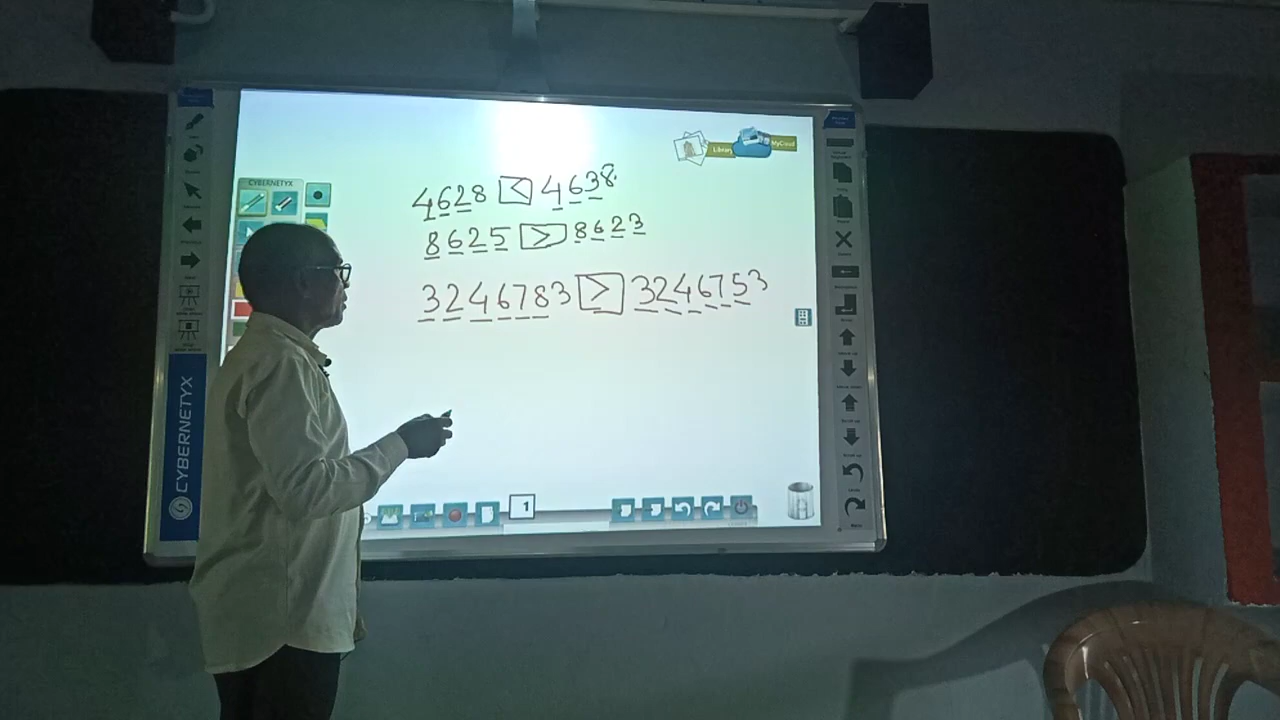 CYBERNETYX
Library
MyCloud
4628 < 4638.
8625 > 8623
3246783 > 3246753
CYBERNETYX
1